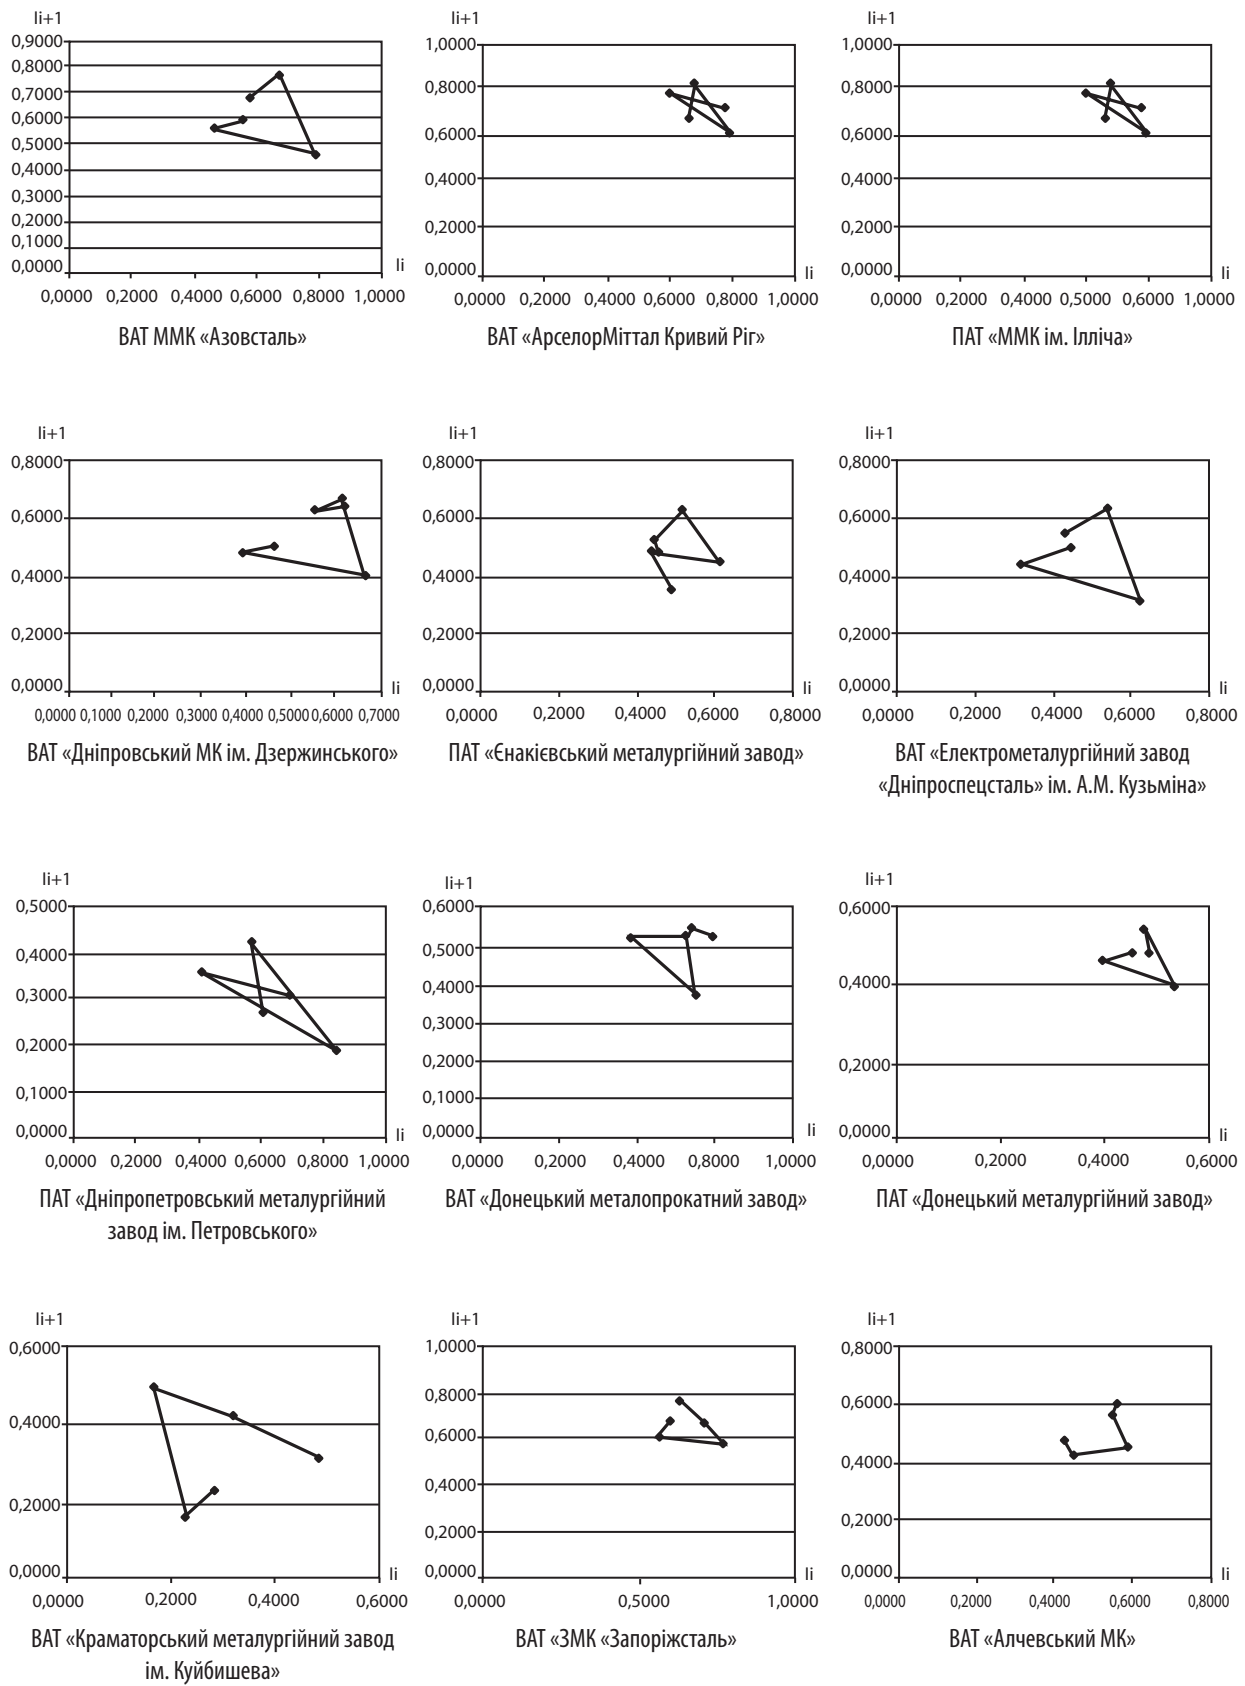 Ii+1
0,9000
0,8000
0,7000
0,6000
0,5000
0,4000
0,3000
0,2000
0,1000
0,0000
Ii
0,0000 0,2000 0,4000 0,6000 0,8000 1,0000
ВАТ ММК «Азовсталь»
Ii+1
1,0000
0,8000
0,6000
0,4000
0,2000
0,0000
Ii
0,0000 0,2000 0,4000 0,6000 0,8000 1,0000
ВАТ «АрселорМіттал Кривий Ріг»
Ii+1
1,0000
0,8000
0,6000
0,4000
0,2000
0,0000
Ii
0,0000 0,2000 0,4000 0,5000 0,6000 1,0000
ПАТ «ММК ім. Ілліча»
Ii+1
0,8000
0,6000
0,4000
0,2000
0,0000
Ii
0,0000 0,1000 0,2000 0,3000 0,4000 0,5000 0,6000 0,7000
ВАТ «Дніпровський МК ім. Дзержинського»
Ii+1
0,8000
0,6000
0,4000
0,2000
0,0000
Ii
0,0000 0,2000 0,4000 0,6000 0,8000
ПАТ «Єнакієвський металургійний завод»
Ii+1
0,8000
0,6000
0,4000
0,2000
0,0000
Ii
0,0000 0,2000 0,4000 0,6000 0,8000
ВАТ «Електрометалургійний завод
«Дніпроспецсталь» ім. А.М. Кузьміна»
Ii+1
0,5000
0,4000
0,3000
0,2000
0,1000
0,0000
Ii
0,0000 0,2000 0,4000 0,6000 0,8000 1,0000
ПАТ «Дніпропетровський металургійний
завод ім. Петровського»
Ii+1
0,6000
0,5000
0,4000
0,3000
0,2000
0,1000
0,0000
Ii
0,0000 0,2000 0,4000 0,6000 0,8000 1,0000
ВАТ «Донецький металопрокатний завод»
Ii+1
0,6000
0,4000
0,2000
0,0000
Ii
0,0000 0,2000 0,4000 0,6000
ПАТ «Донецький металургійний завод»
Ii+1
0,6000
0,4000
0,2000
0,0000
Ii
0,0000 0,2000 0,4000 0,6000
ВАТ «Краматорський металургійний завод
ім. Куйбишева»
Ii+1
1,0000
0,8000
0,6000
0,4000
0,2000
0,0000
Ii
0,0000 0,5000 1,0000
ВАТ «ЗМК «Запоріжсталь»
Ii+1
0,8000
0,6000
0,4000
0,2000
0,0000
Ii
0,0000 0,2000 0,4000 0,6000 0,8000
ВАТ «Алчевський МК»